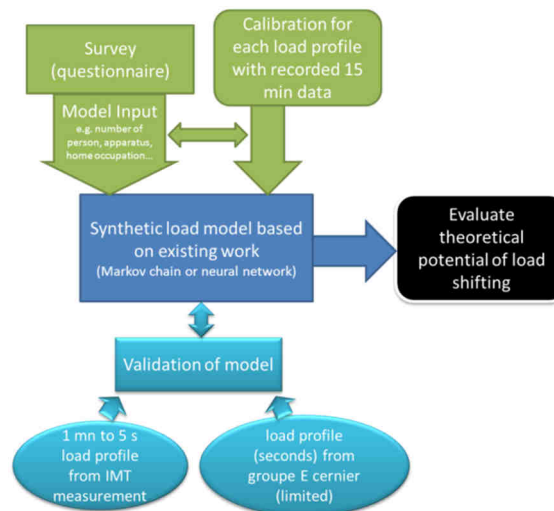 Survey
(questionnaire)
Calibration for
each load profile
with recorded 15
min data
Model Input
e.g. number of
person, apparatus,
home occupation...
Synthetic load model based
on existing work
(Markov chain or neural network)
Evaluate
theoretical
potential of load
shifting
Validation of model
1 mn to 5 s
load profile
from IMT
measurement
load profile
(seconds) from
groupe E cernier
(limited)